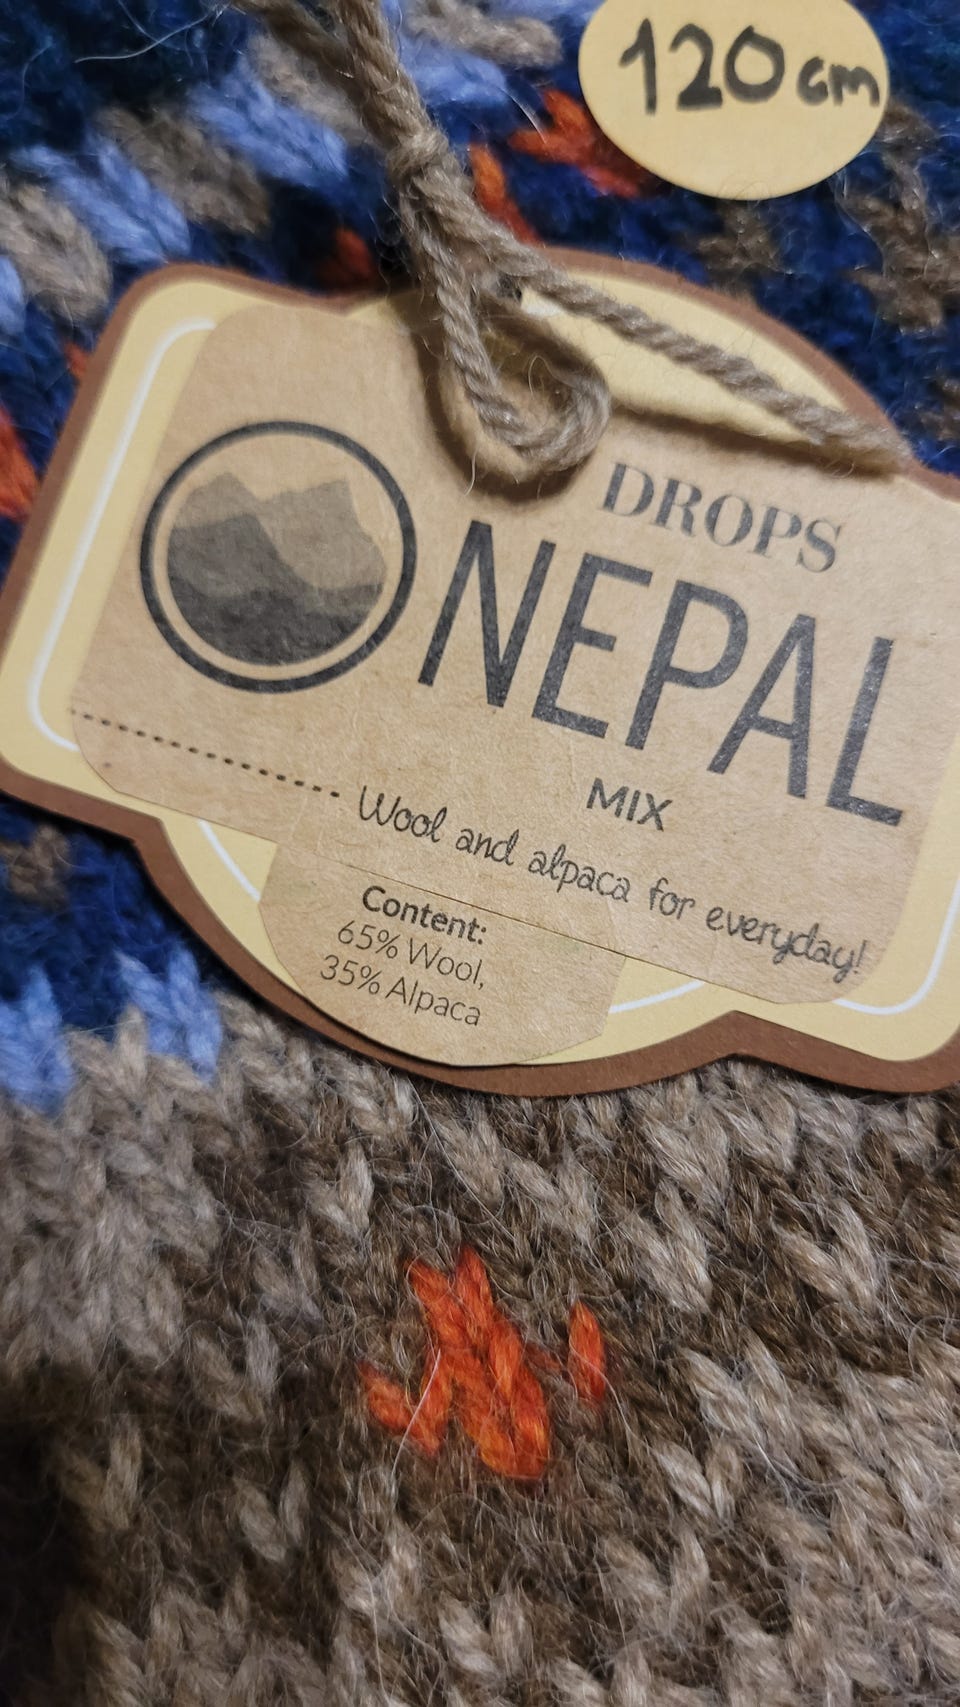 120 cm
DROPS
NEPAL
MIX
Wool and alpaca for everyday!
Content:
65% Wool,
35% Alpaca